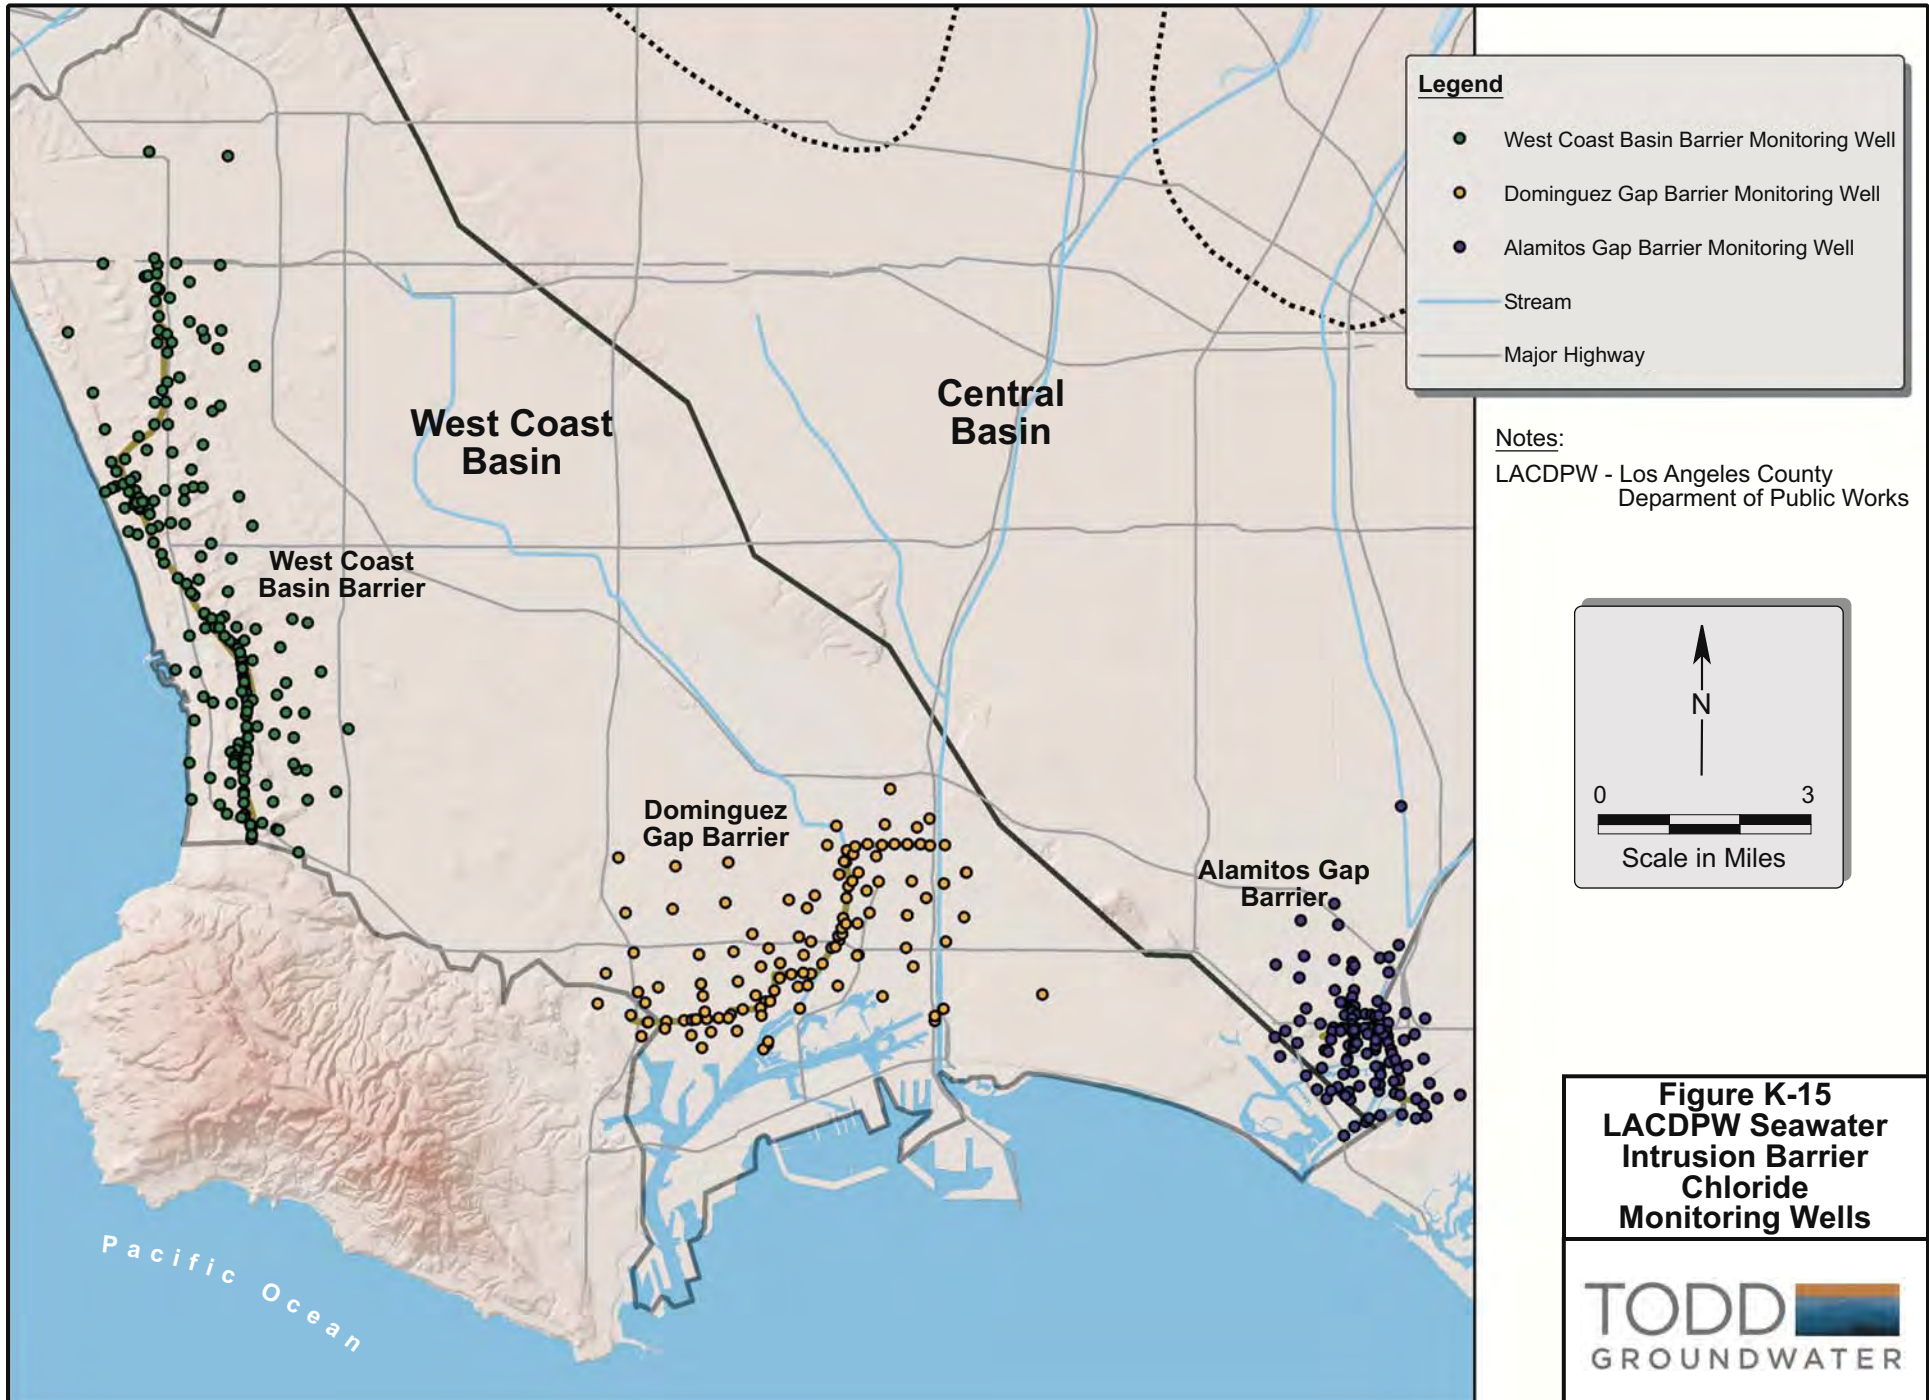 Legend
West Coast Basin Barrier Monitoring Well
Dominguez Gap Barrier Monitoring Well
Alamitos Gap Barrier Monitoring Well
Stream
Major Highway
Notes:
LACDPW - Los Angeles County
Deparment of Public Works
West Coast
Basin
Central
Basin
West Coast
Basin Barrier
Dominguez
Gap Barrier
Alamitos Gap
Barrier
Pacific Ocean
N
0 3
Scale in Miles
Figure K-15
LACDPW Seawater
Intrusion Barrier
Chloride
Monitoring Wells
TODD
GROUNDWATER